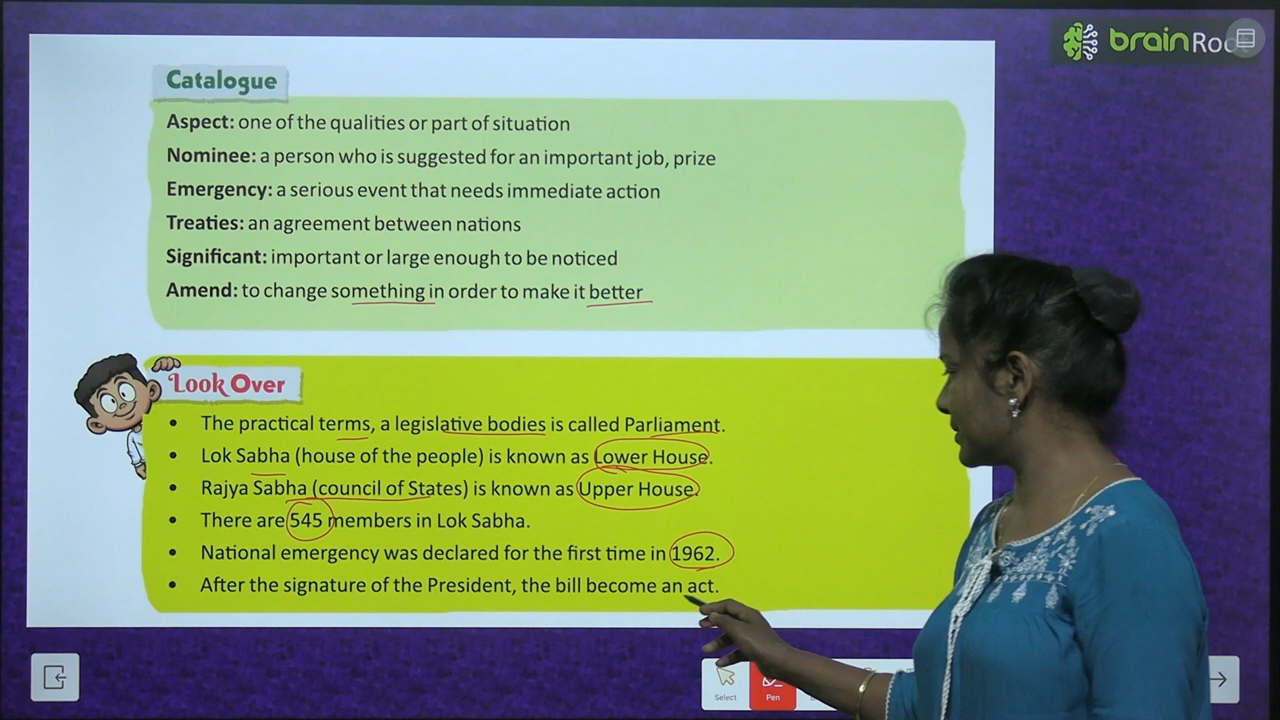 brain Roo
Catalogue
Aspect: one of the qualities or part of situation
Nominee: a person who is suggested for an important job, prize
Emergency: a serious event that needs immediate action
Treaties: an agreement between nations
Significant: important or large enough to be noticed
Amend: to change something in order to make it better
Look Over
• The practical terms, a legislative bodies is called Parliament.
• Lok Sabha (house of the people) is known as Lower House.
• Rajya Sabha (council of States) is known as Upper House.
• There are 545 members in Lok Sabha.
• National emergency was declared for the first time in 1962.
• After the signature of the President, the bill become an act.
Select Pen